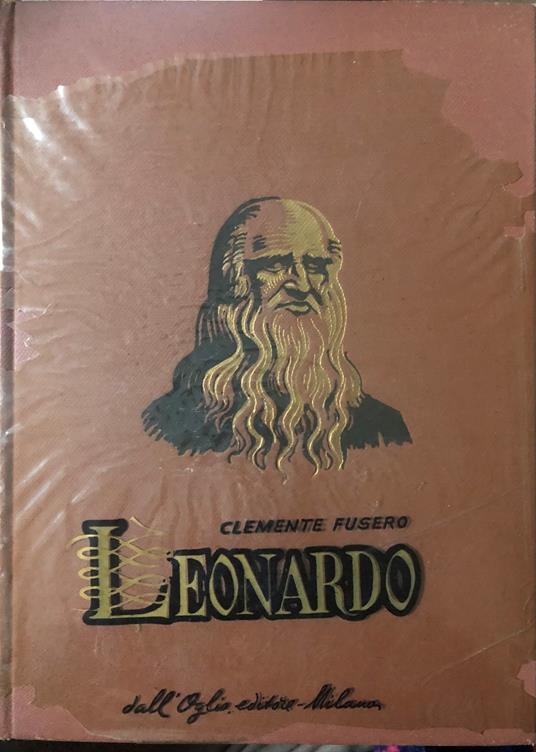 CLEMENTE FUSERO
LEONARDO
dall'Oglio, editore - Milano